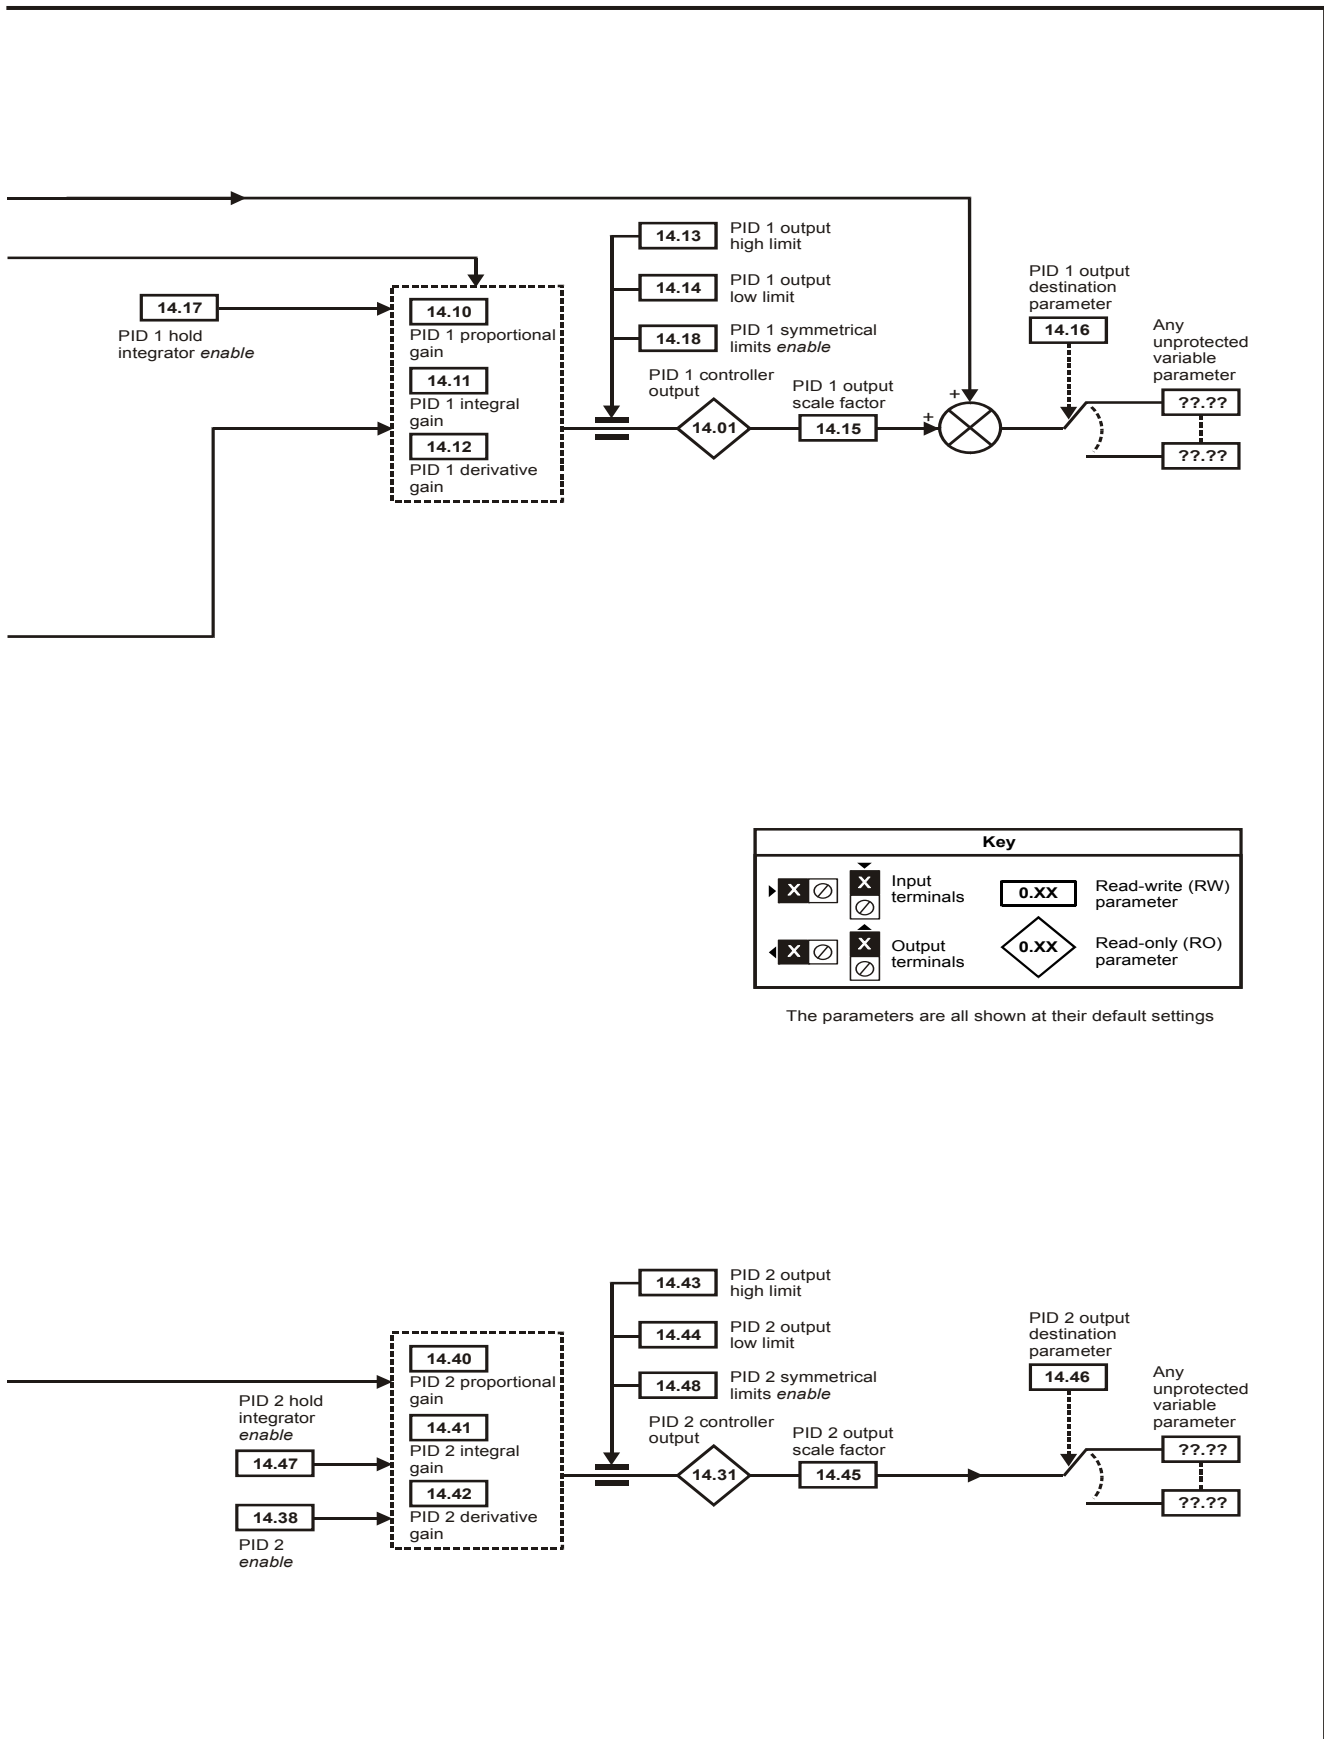 14.17
PID 1 hold
integrator enable
14.10
PID 1 proportional
gain
14.11
PID 1 integral
gain
14.12
PID 1 derivative
gain
14.13
PID 1 output
high limit
14.14
PID 1 output
low limit
14.18
PID 1 symmetrical
limits enable
PID 1 controller
output
14.01
PID 1 output
scale factor
14.15
+
+
PID 1 output
destination
parameter
14.16
Any
unprotected
variable
parameter
??.??
??.??
Key
X
X
Input
terminals
0.XX
Read-write (RW)
parameter
X
X
Output
terminals
0.XX
Read-only (RO)
parameter
The parameters are all shown at their default settings
PID 2 hold
integrator
enable
14.47
14.38
PID 2
enable
14.40
PID 2 proportional
gain
14.41
PID 2 integral
gain
14.42
PID 2 derivative
gain
14.43
PID 2 output
high limit
14.44
PID 2 output
low limit
14.48
PID 2 symmetrical
limits enable
PID 2 controller
output
14.31
PID 2 output
scale factor
14.45
PID 2 output
destination
parameter
14.46
Any
unprotected
variable
parameter
??.??
??.??